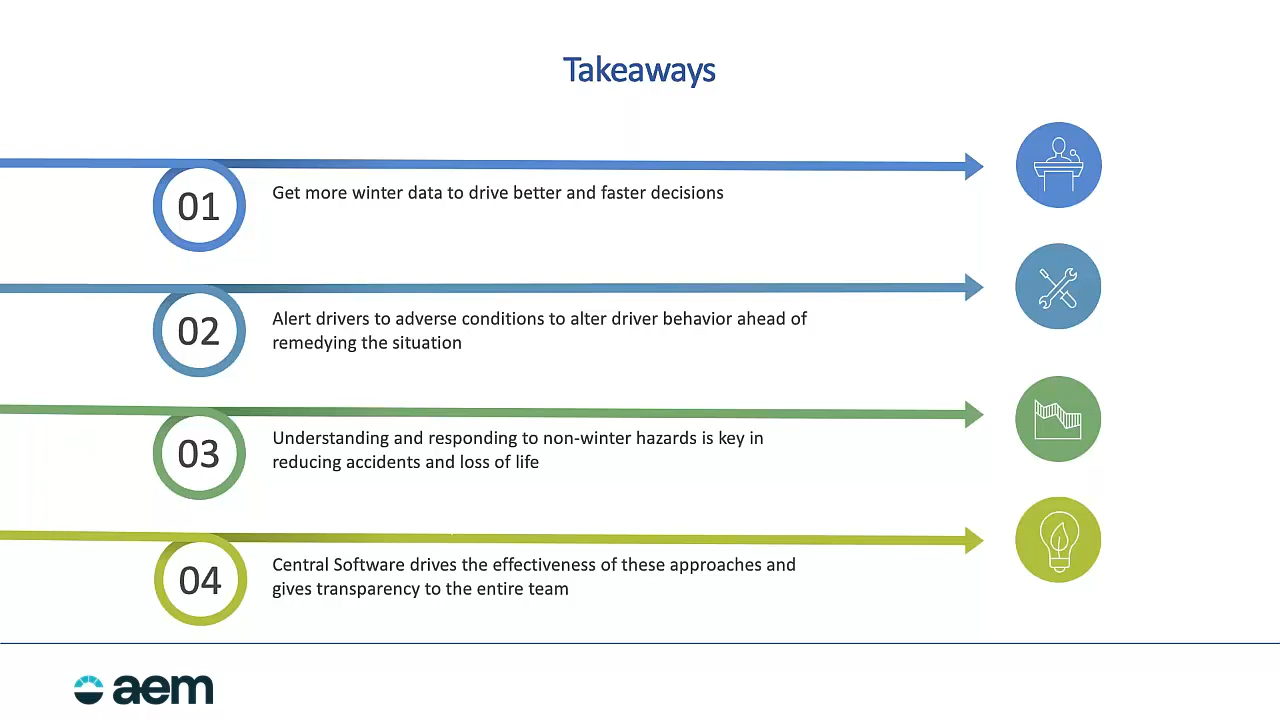 Takeaways
01
Get more winter data to drive better and faster decisions
02
Alert drivers to adverse conditions to alter driver behavior ahead of
remedying the situation
03
Understanding and responding to non-winter hazards is key in
reducing accidents and loss of life
04
Central Software drives the effectiveness of these approaches and
gives transparency to the entire team
aem